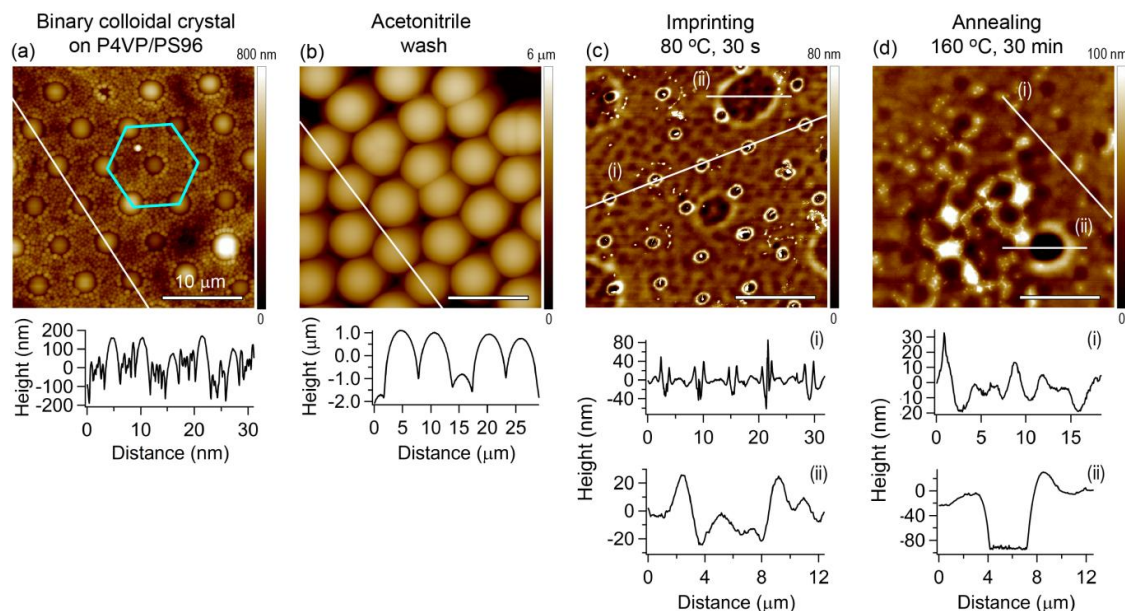 Binary colloidal crystal
on P4VP/PS96
(a)
800 nm
10 μm
0
Height (nm)
200
100
0
-100
-200
0
10
20
30
Distance (nm)
Acetonitrile
wash
(b)
6 μm
0
Height (μm)
1.0
0.0
-1.0
-2.0
0
5
10
15
20
25
Distance (μm)
Imprinting
80 °C, 30 s
(c)
80 nm
(ii)
(i)
0
Height (nm)
(i)
80
40
0
-40
0
10
20
30
(ii)
20
0
-20
0
4
8
12
Distance (μm)
Annealing
160 °C, 30 min
(d)
100 nm
(i)
(ii)
0
Height (nm)
(i)
30
20
10
0
10
20
0
5
10
15
(ii)
0
-40
-80
0
4
8
12
Distance (μm)